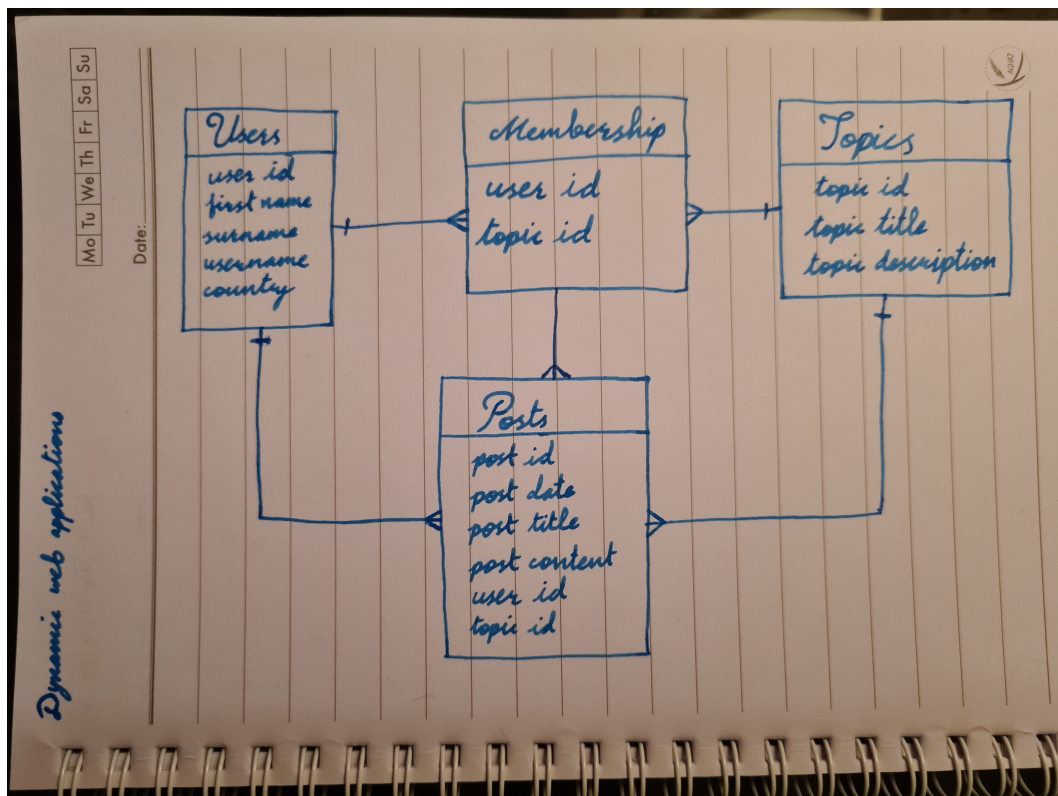 Dynamic web applications
Mo Tu We Th Fr Sa Su
Date:
Users
user id
first name
surname
username
country
Membership
user id
topic id
Topics
topic id
topic title
topic description
Posts
post id
post date
post title
post content
user id
topic id